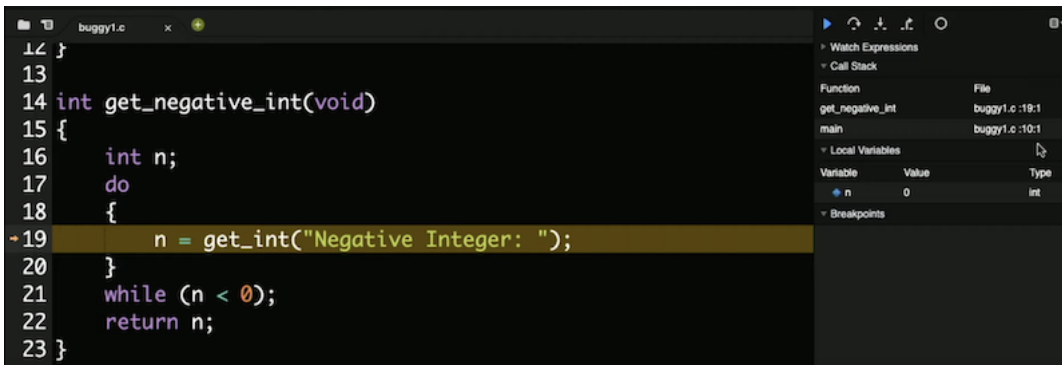 buggy1.c x
12 }
13
14 int get_negative_int(void)
15 {
16 int n;
17 do
18 {
19 n = get_int("Negative Integer: ");
20 }
21 while (n < 0);
22 return n;
23 }
Watch Expressions
Call Stack
Function File
get_negative_int buggy1.c :19:1
main buggy1.c :10:1
Local Variables
Variable Value Type
n 0 int
Breakpoints